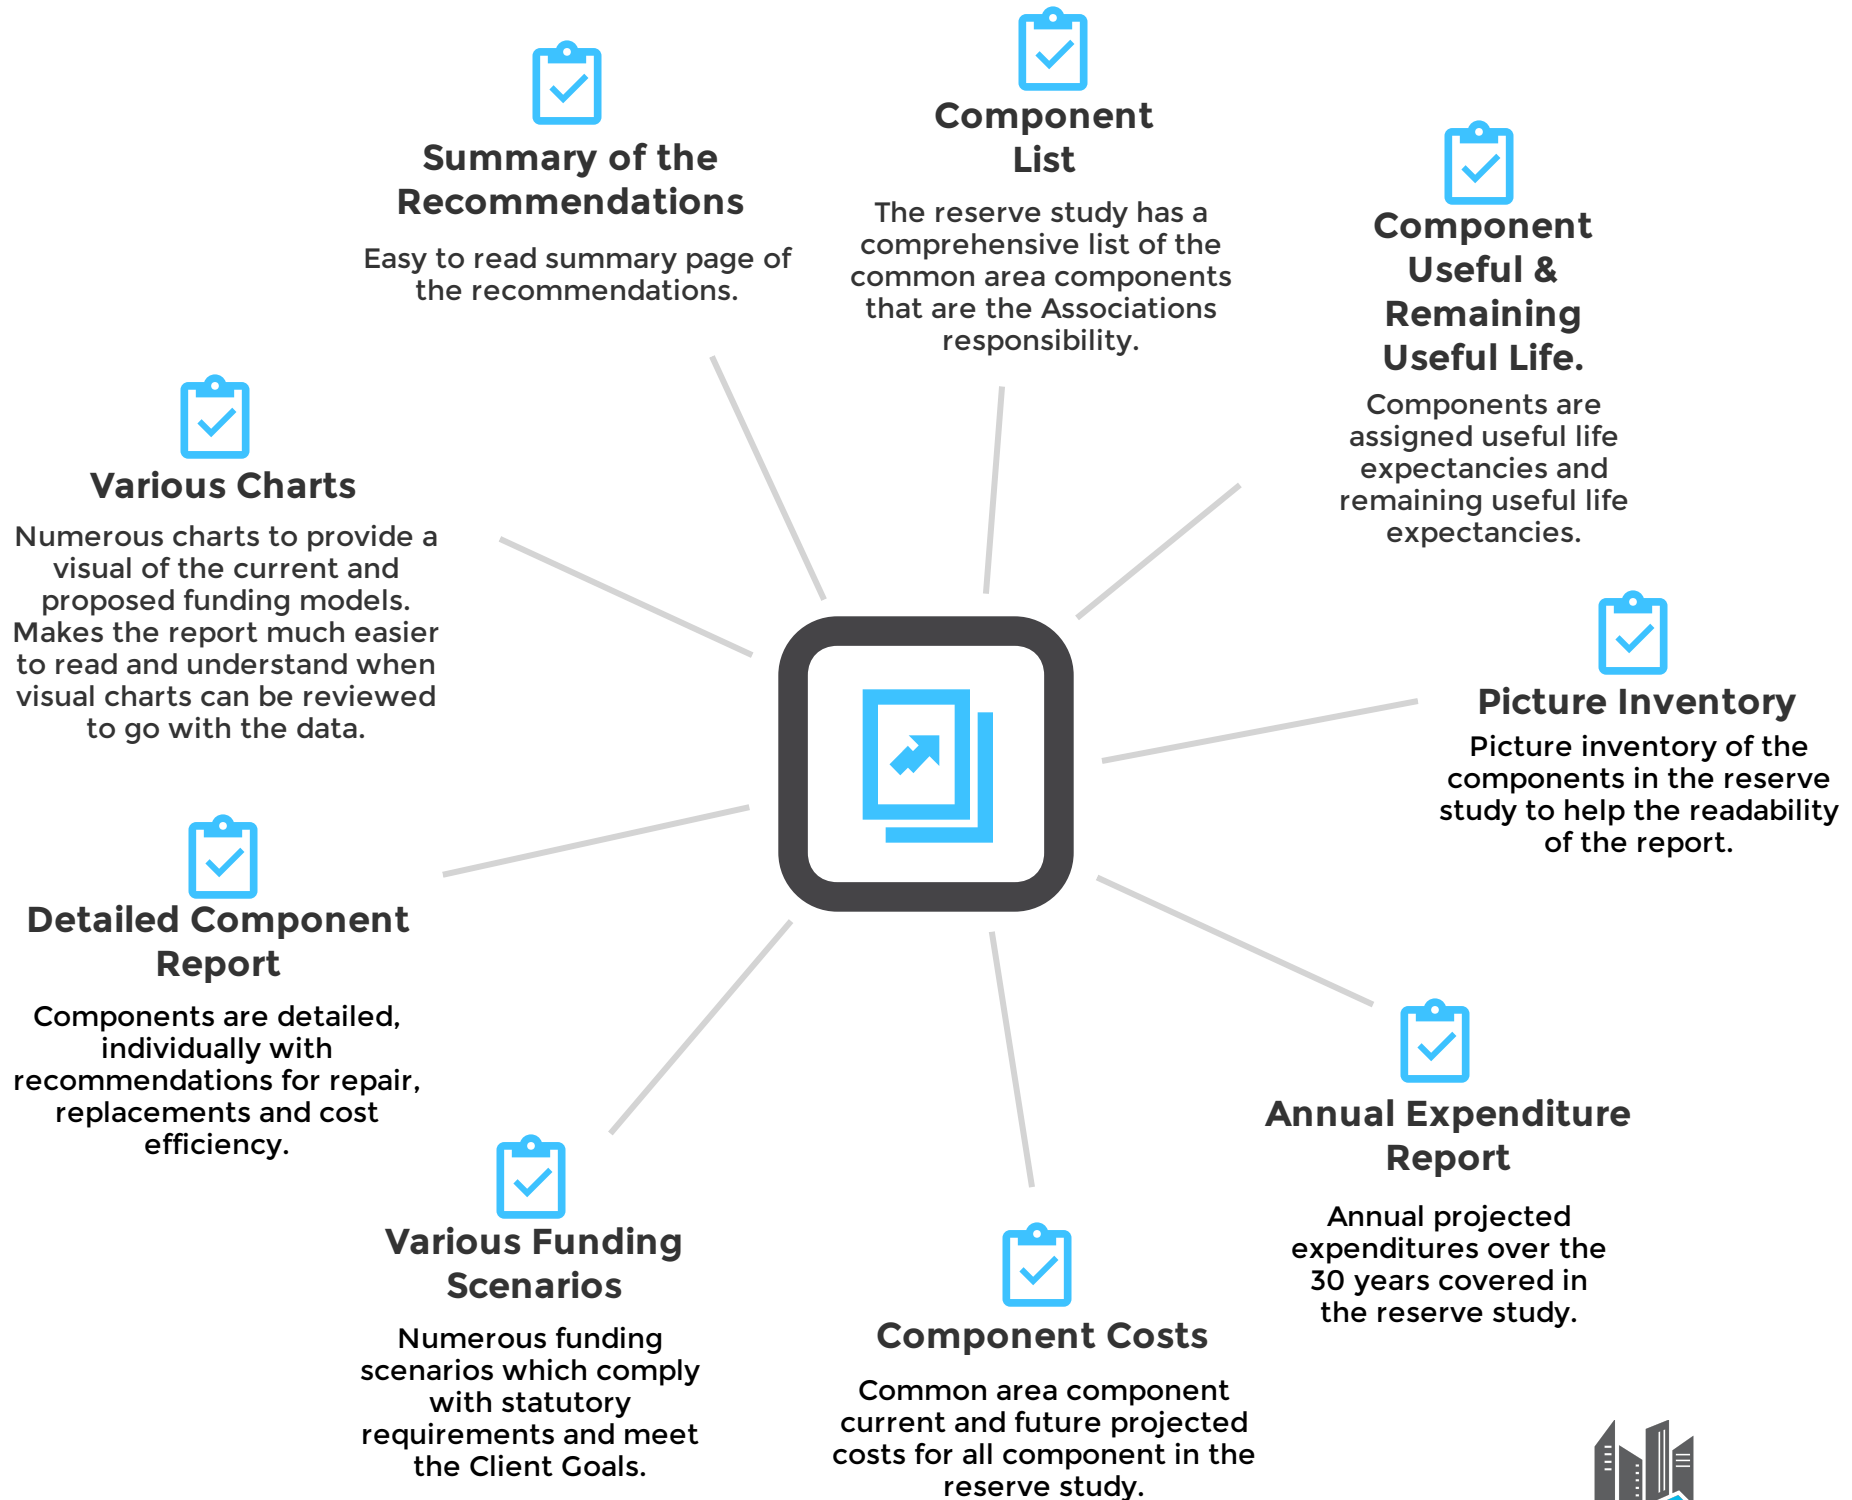 Summary of the
Recommendations
Easy to read summary page of
the recommendations.
Component
List
The reserve study has a
comprehensive list of the
common area components
that are the Associations
responsibility.
Component
Useful &
Remaining
Useful Life.
Components are
assigned useful life
expectancies and
remaining useful life
expectancies.
Various Charts
Numerous charts to provide a
visual of the current and
proposed funding models.
Makes the report much easier
to read and understand when
visual charts can be reviewed
to go with the data.
Picture Inventory
Picture inventory of the
components in the reserve
study to help the readability
of the report.
Detailed Component
Report
Components are detailed,
individually with
recommendations for repair,
replacements and cost
efficiency.
Annual Expenditure
Report
Annual projected
expenditures over the
30 years covered in
the reserve study.
Various Funding
Scenarios
Numerous funding
scenarios which comply
with statutory
requirements and meet
the Client Goals.
Component Costs
Common area component
current and future projected
costs for all component in the
reserve study.